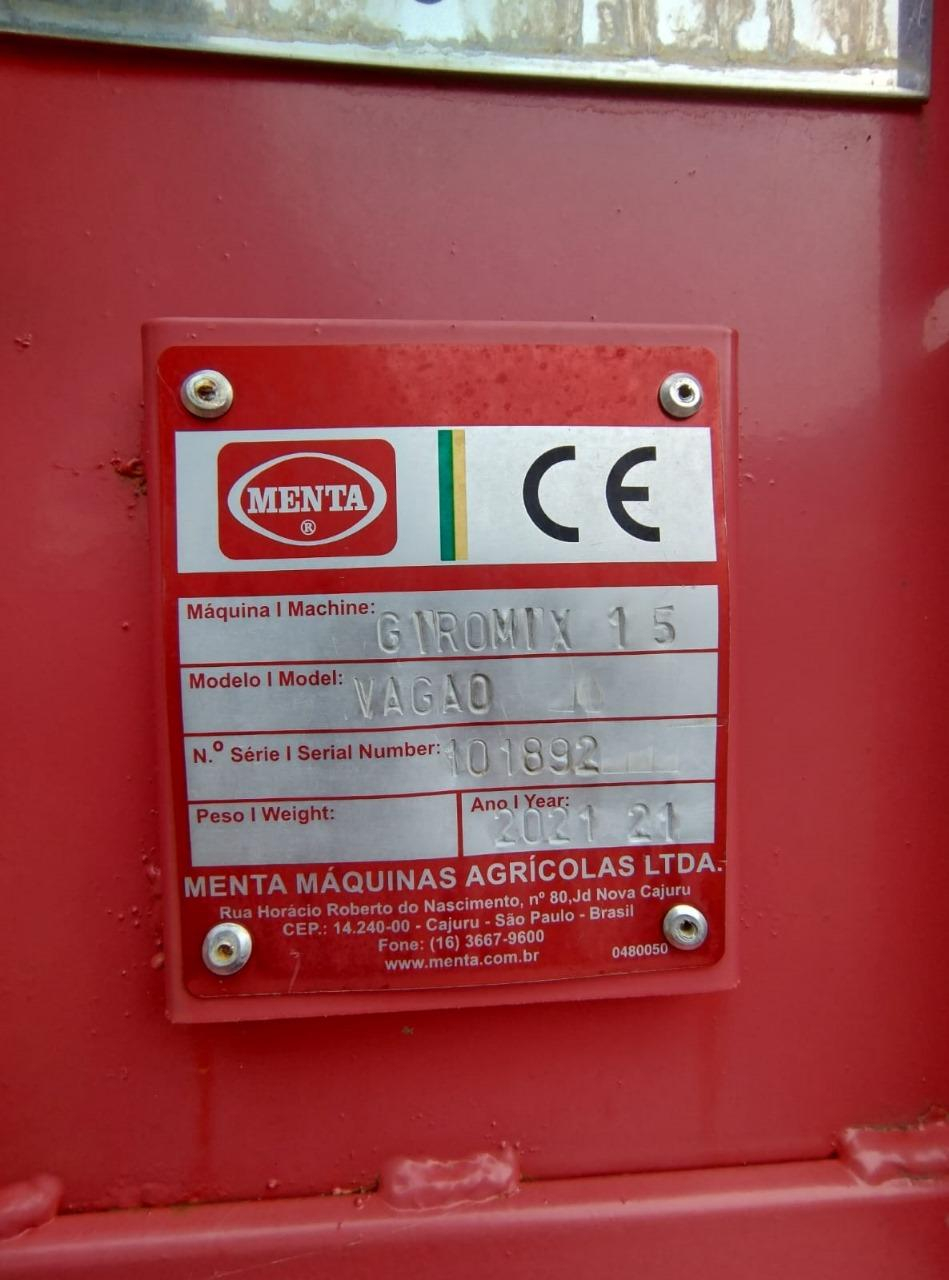 MENTA
®
CE
Máquina I Machine: GIROMIX 15
Modelo I Model: VAGAO
N.º Série I Serial Number: 101892
Peso I Weight:
Ano I Year: 2021 21
MENTA MÁQUINAS AGRÍCOLAS LTDA.
Rua Horácio Roberto do Nascimento, nº 80,Jd Nova Cajuru
CEP.: 14.240-00 - Cajuru - São Paulo - Brasil
Fone: (16) 3667-9600
www.menta.com.br
0480050